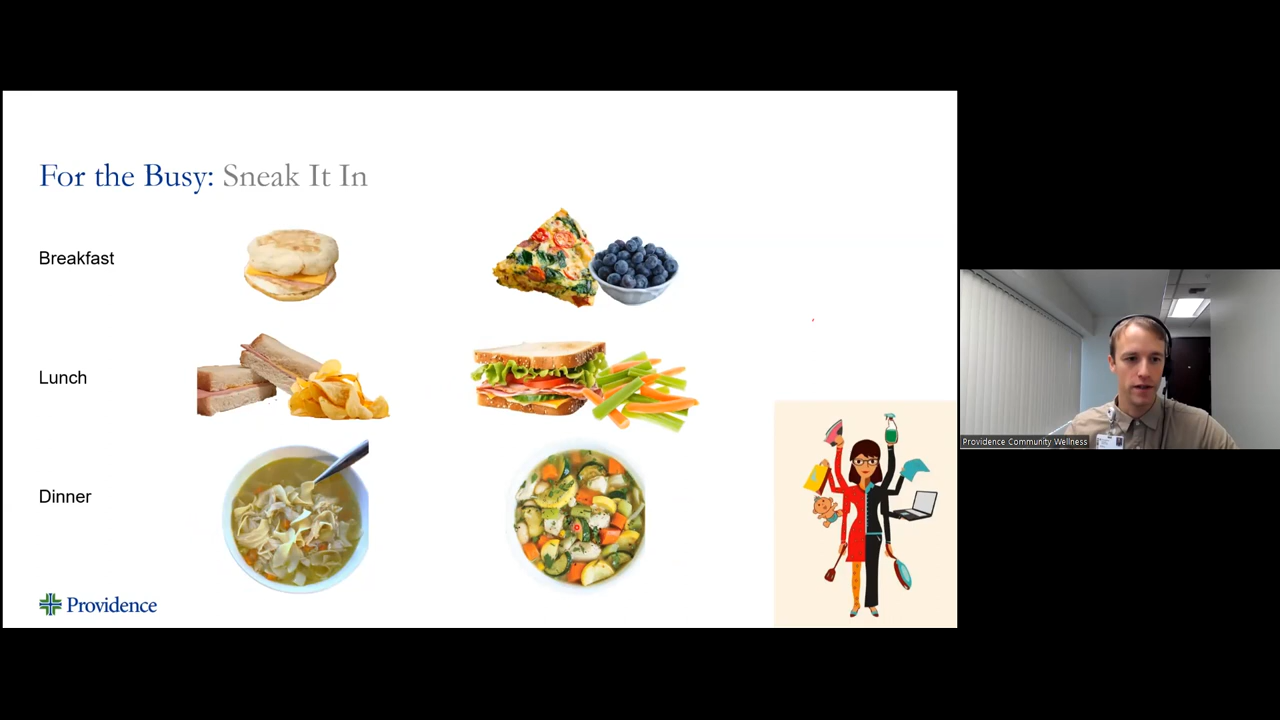 For the Busy: Sneak It In
Breakfast
Lunch
Dinner
Providence
Providence Community Wellness